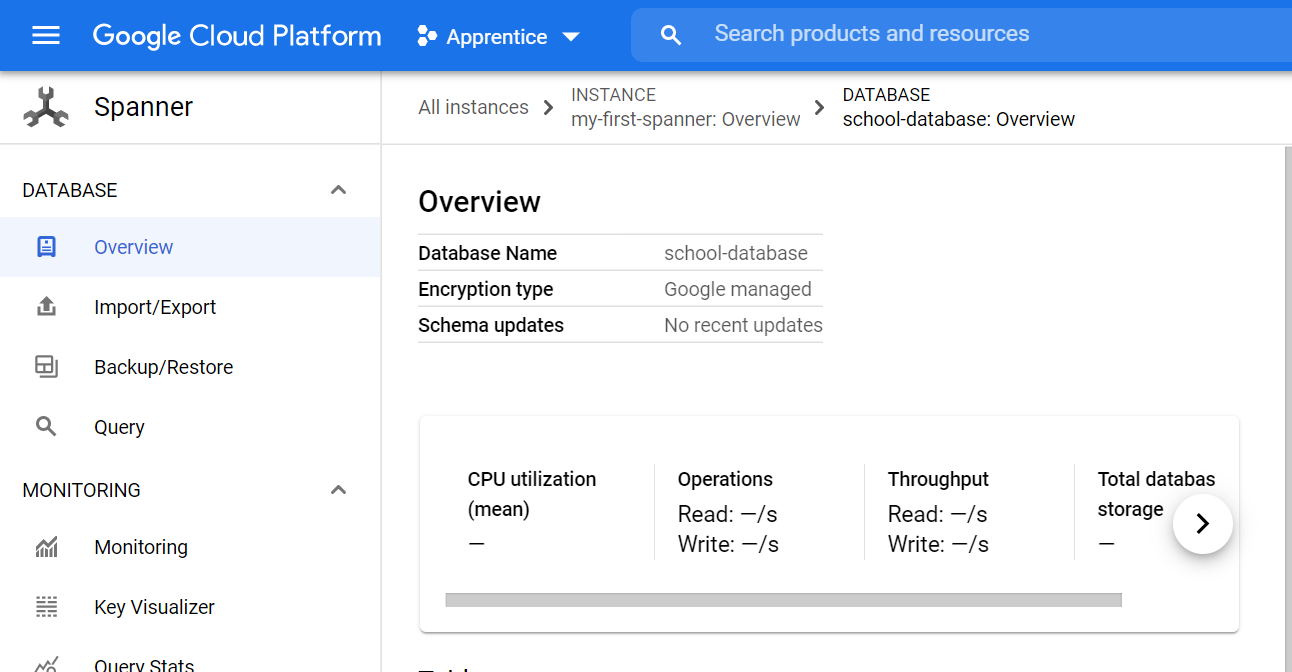 Google Cloud Platform
Apprentice
Search products and resources
Spanner
All instances
INSTANCE
my-first-spanner: Overview
DATABASE
school-database: Overview
DATABASE
Overview
Import/Export
Backup/Restore
Query
MONITORING
Monitoring
Key Visualizer
Query Stats
Overview
Database Name school-database
Encryption type Google managed
Schema updates No recent updates
CPU utilization
(mean)
—
Operations
Read: —/s
Write: —/s
Throughput
Read: —/s
Write: —/s
Total databas
storage
—